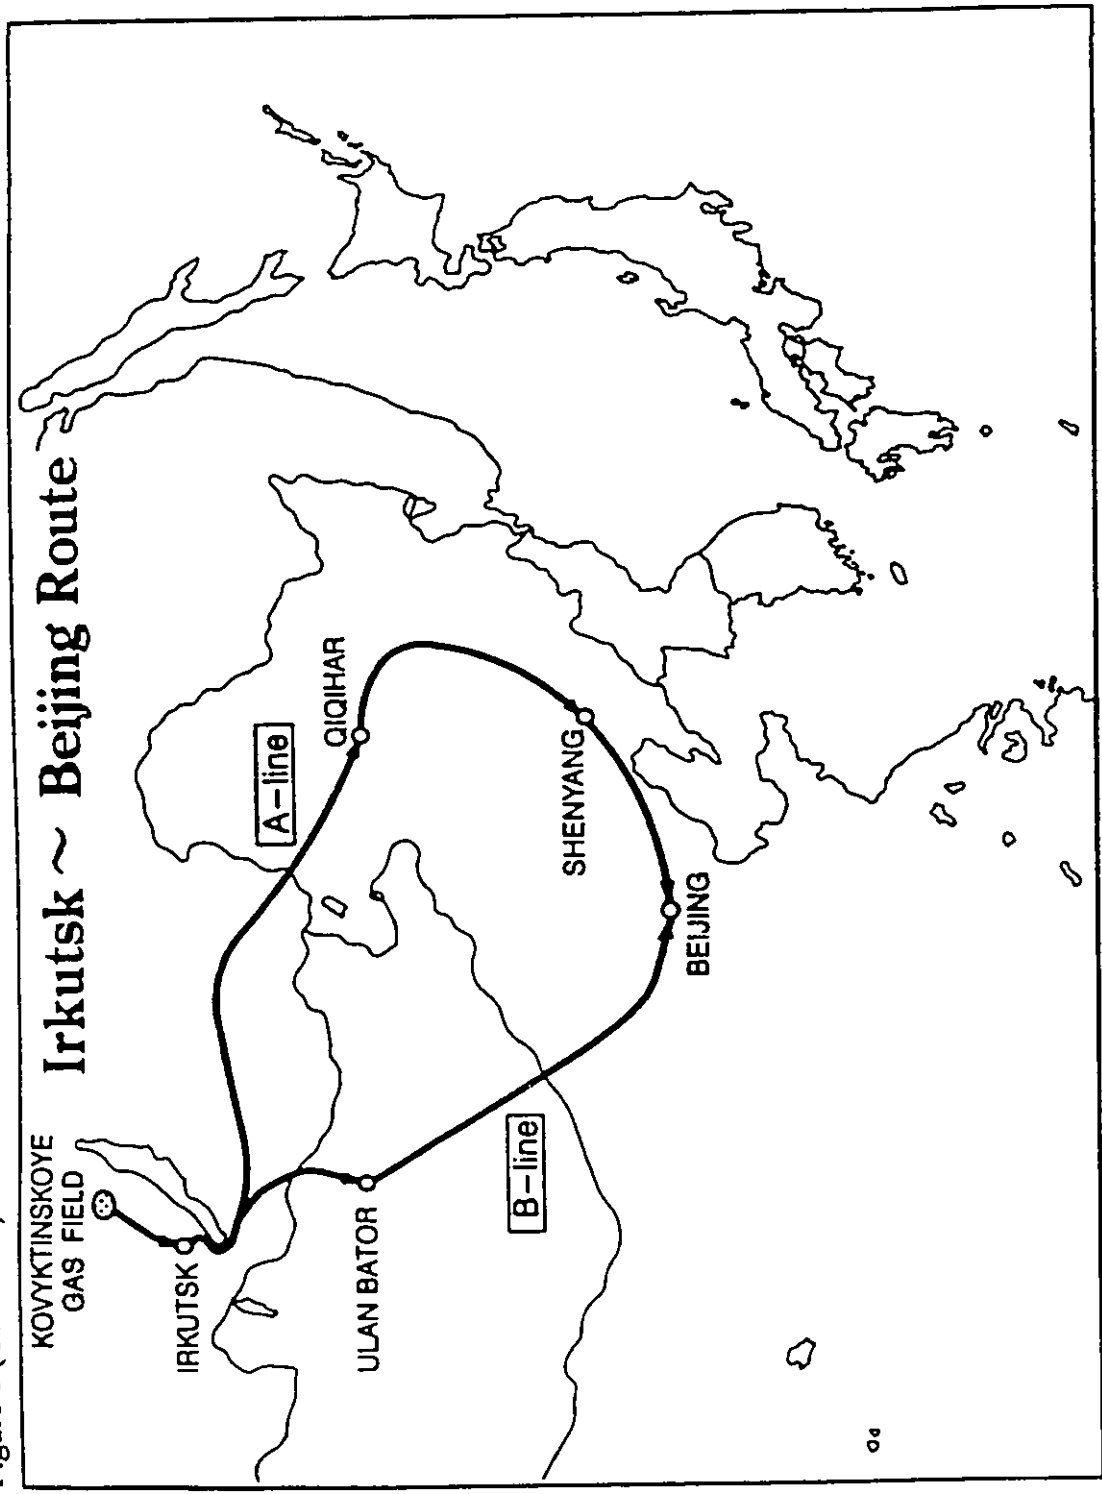 Irkutsk ~ Beijing Route
KOVYKTINSKOYE
GAS FIELD
IRKUTSK
ULAN BATOR
A-line
QIQIHAR
B-line
SHENYANG
BEIJING